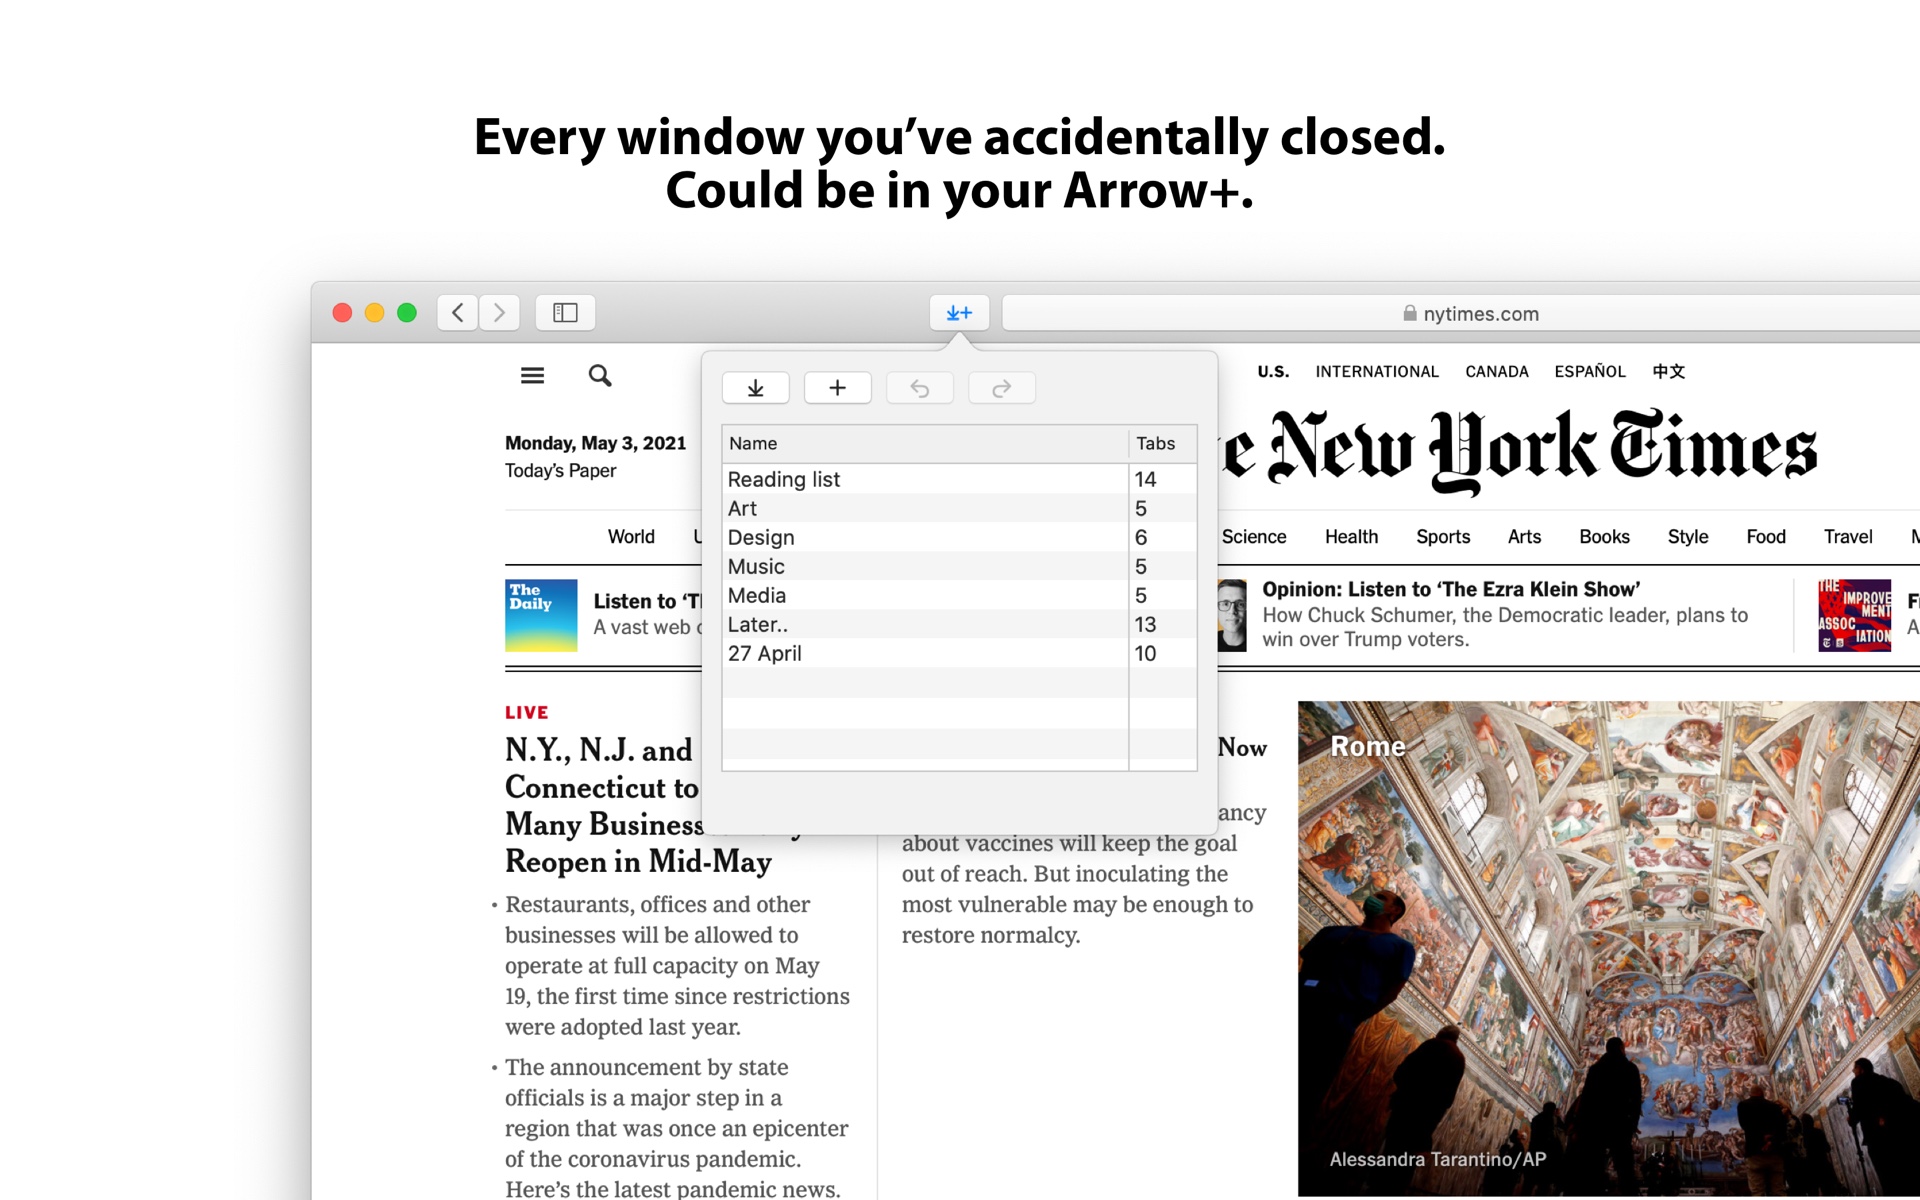 Every window you’ve accidentally closed.
Could be in your Arrow+.
nytimes.com
U.S. INTERNATIONAL CANADA ESPAÑOL 中文
Monday, May 3, 2021
Today’s Paper
Name Tabs
Reading list 14
Art 5
Design 6
Music 5
Media 5
Later.. 13
27 April 10
e New York Times
World U
Science Health Sports Arts Books Style Food Travel M
The
Daily
Listen to ‘Tl
A vast web c
Opinion: Listen to ‘The Ezra Klein Show’
How Chuck Schumer, the Democratic leader, plans to
win over Trump voters.
THE
IMPROVE
MENT
ASSOC
IATION
F
A
LIVE
N.Y., N.J. and
Connecticut to
Many Business
Reopen in Mid-May
• Restaurants, offices and other
businesses will be allowed to
operate at full capacity on May
19, the first time since restrictions
were adopted last year.
• The announcement by state
officials is a major step in a
region that was once an epicenter
of the coronavirus pandemic.
Here’s the latest pandemic news.
Now
ancy
about vaccines will keep the goal
out of reach. But inoculating the
most vulnerable may be enough to
restore normalcy.
Rome
Alessandra Tarantino/AP